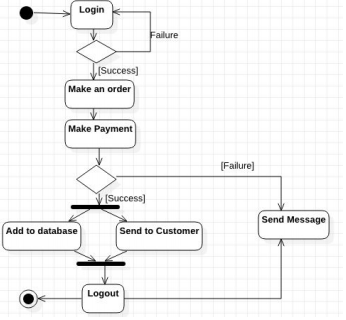 Login
Failure
[Success]
Make an order
Make Payment
[Failure]
[Success]
Add to database
Send to Customer
Send Message
Logout